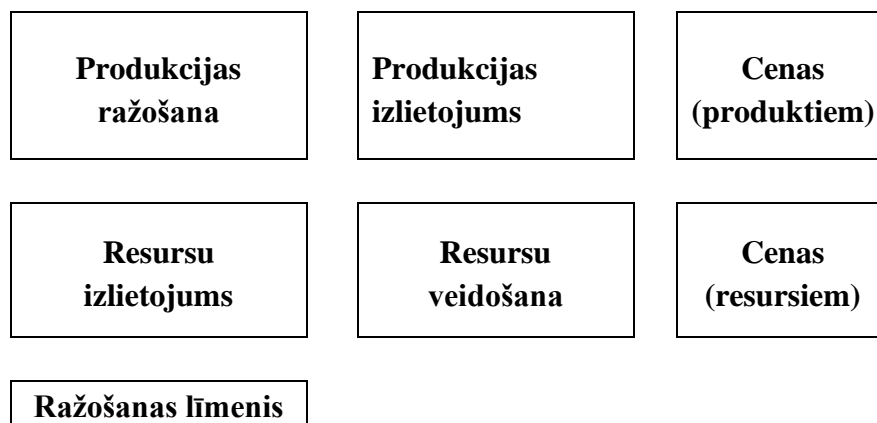 Produkcijas
ražošana
Produkcijas
izlietojums
Cenas
(produktiem)
Resursu
izlietojums
Resursu
veidošana
Cenas
(resursiem)
Ražošanas līmenis